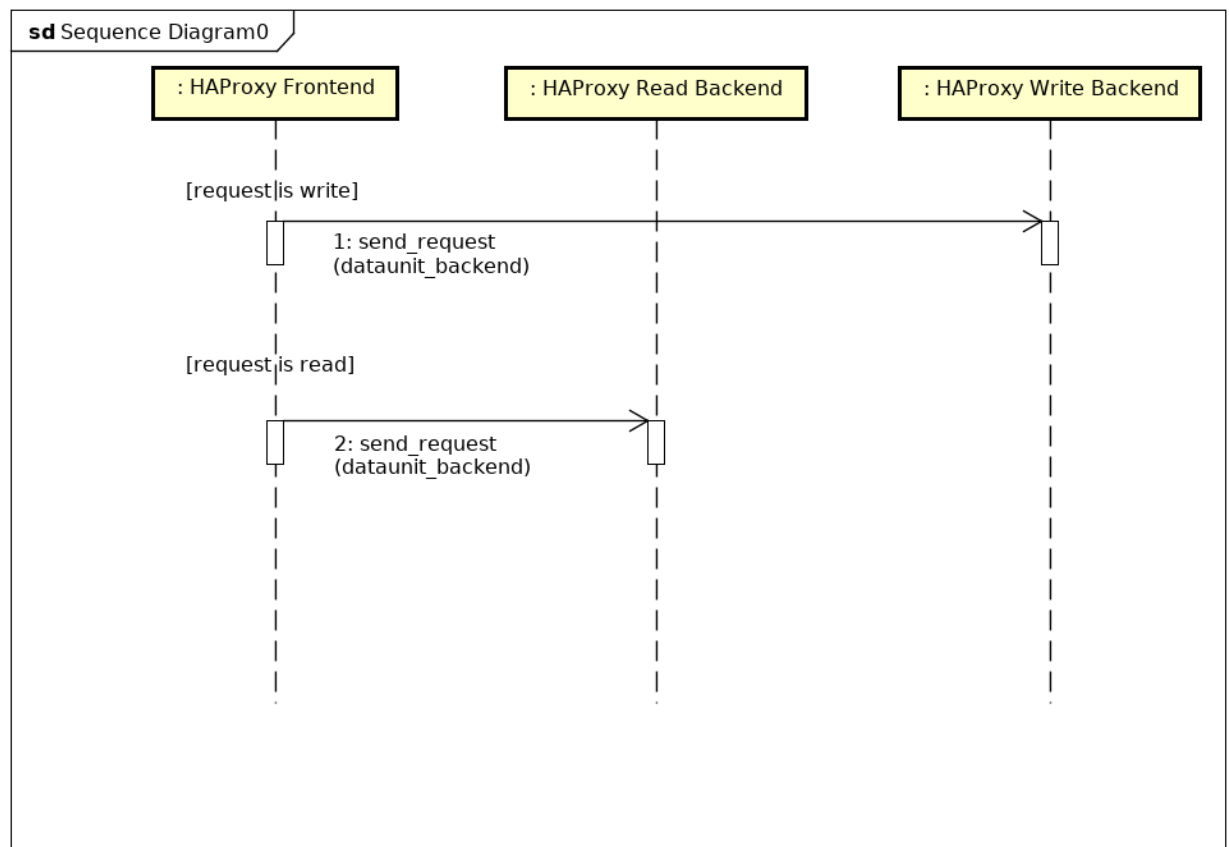 sd Sequence Diagram0
: HAProxy Frontend
: HAProxy Read Backend
: HAProxy Write Backend
[request is write]
1: send_request
(dataunit_backend)
[request is read]
2: send_request
(dataunit_backend)